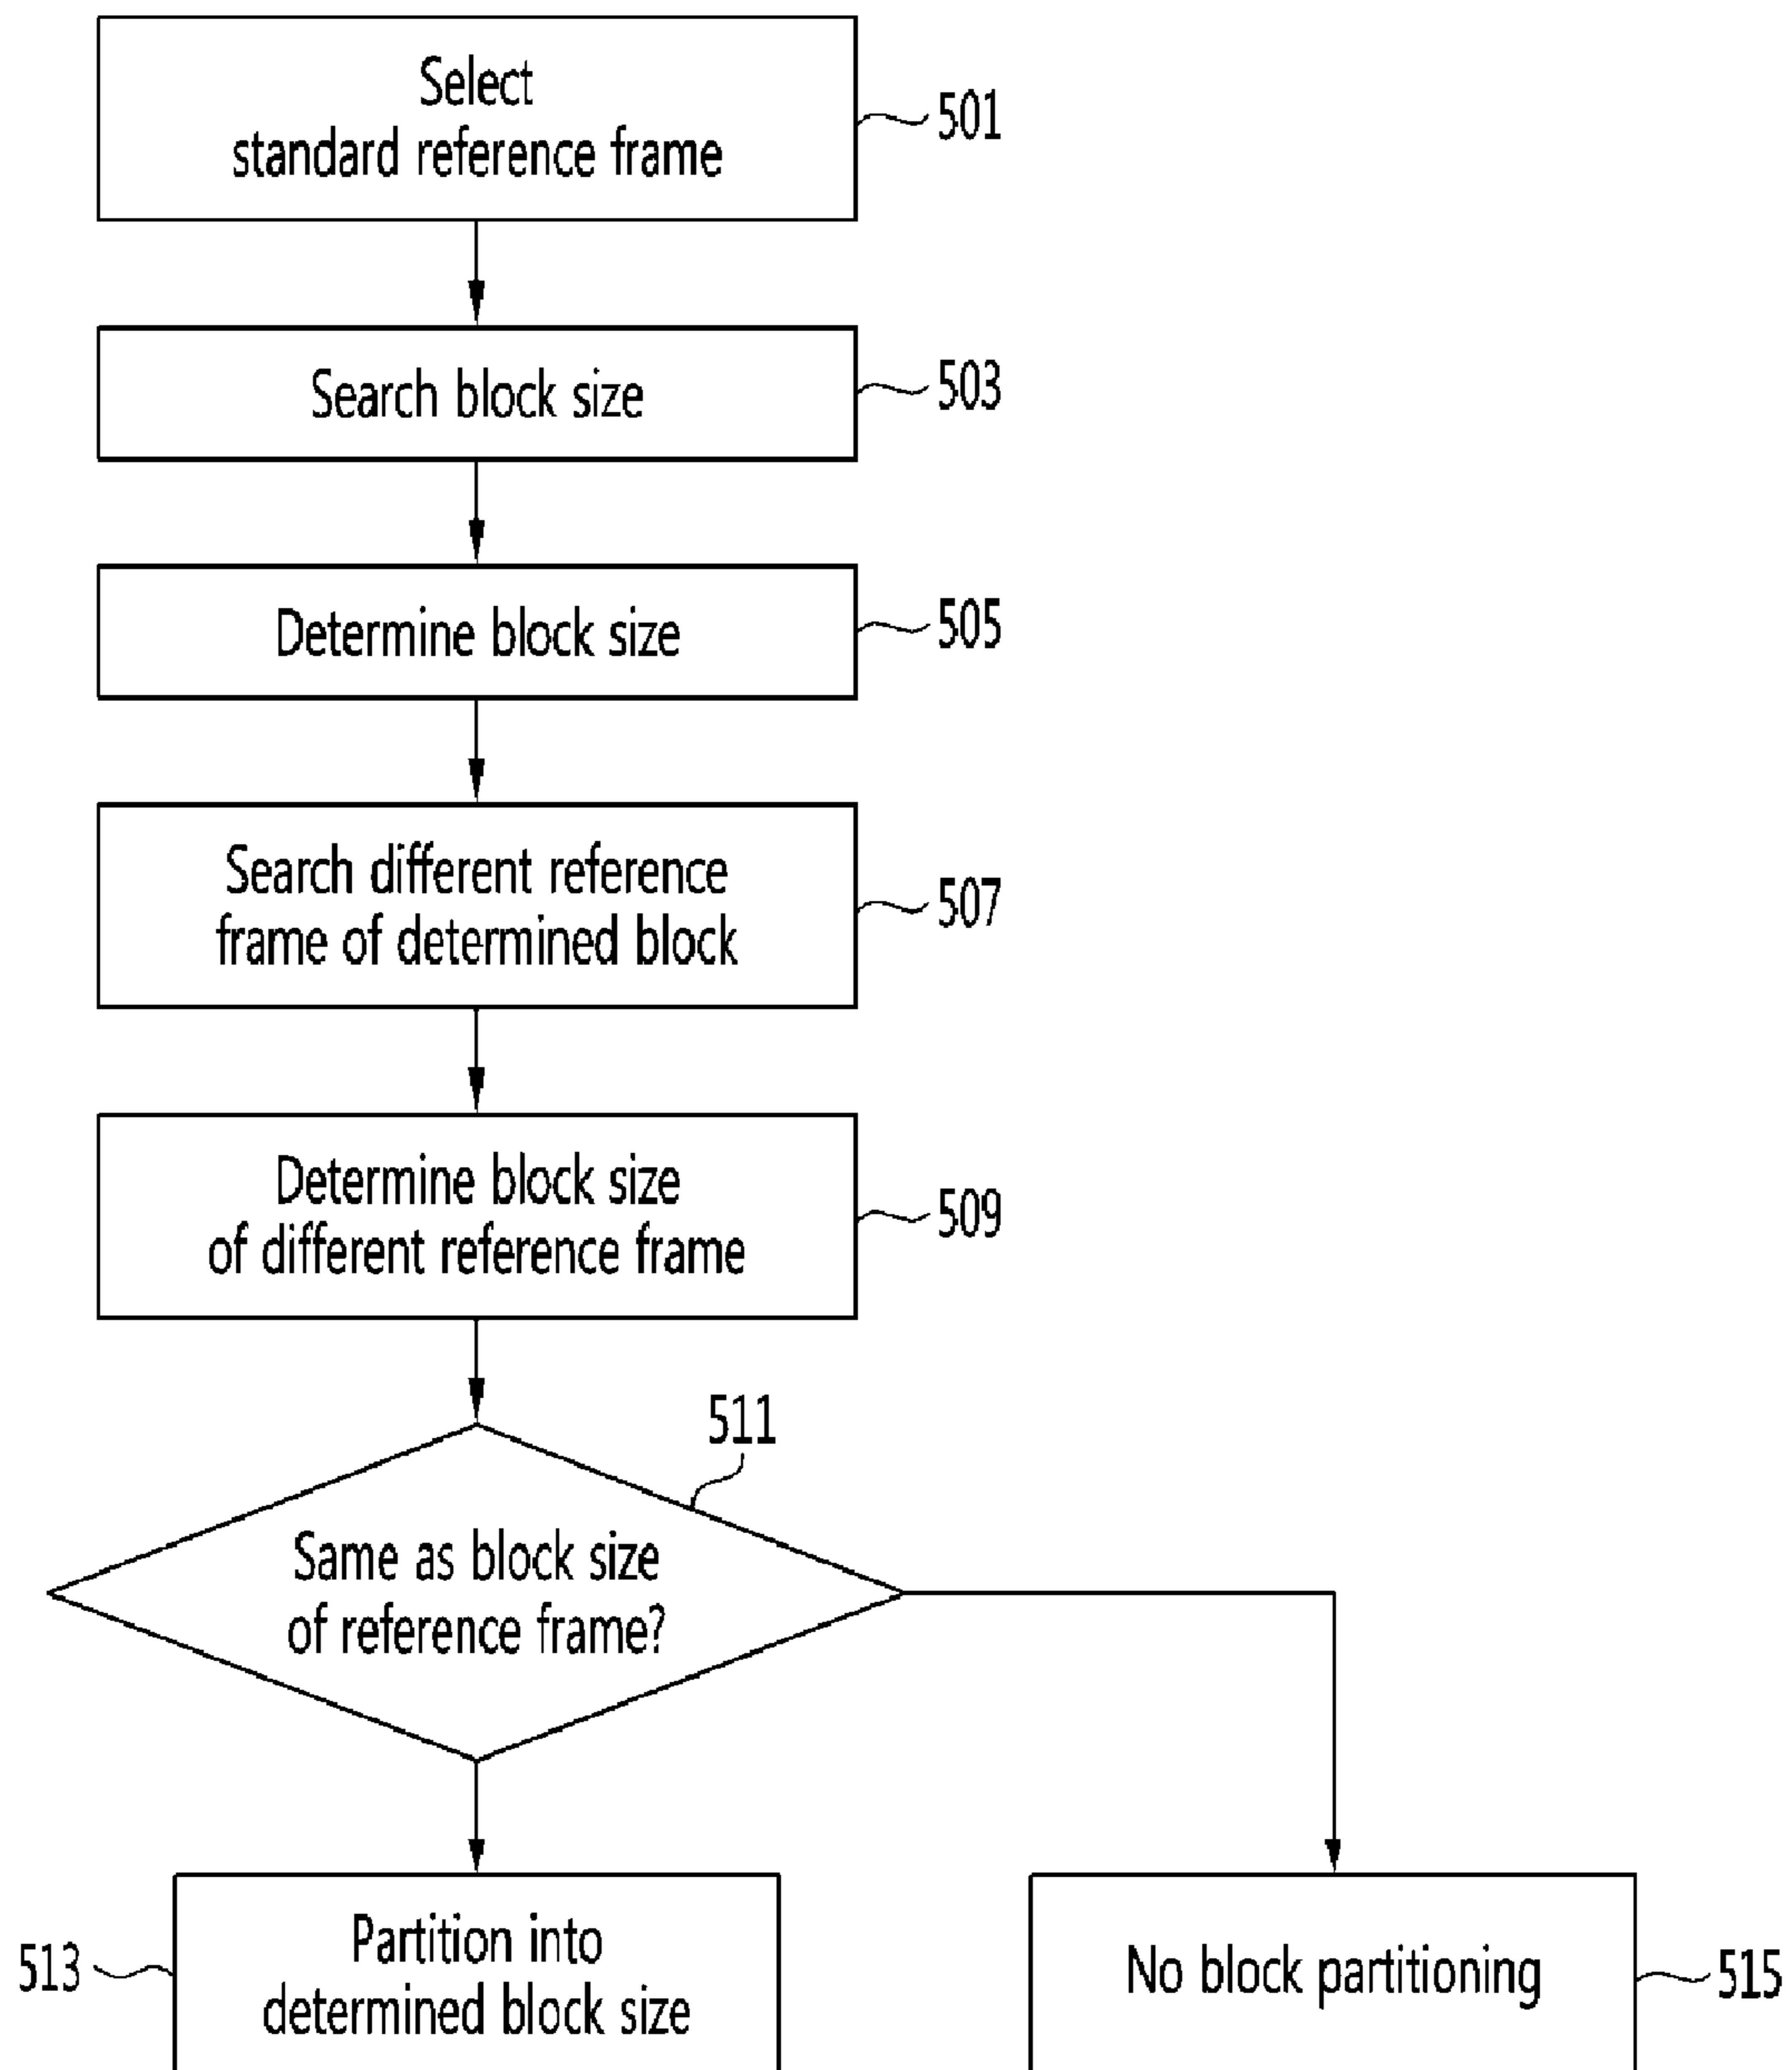 Select
standard reference frame
501
Search block size
503
Determine block size
505
Search different reference
frame of determined block
507
Determine block size
of different reference frame
509
511
Same as block size
of reference frame?
513
Partition into
determined block size
No block partitioning
515